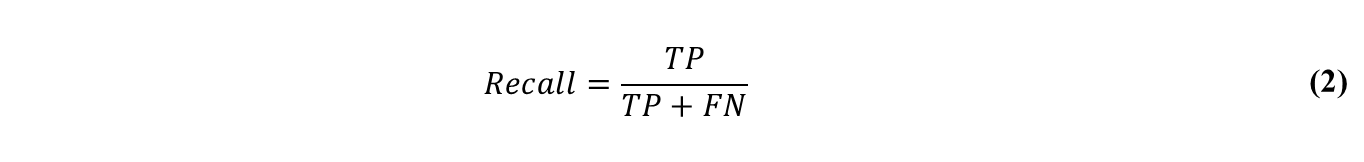 Recall = TP / TP + FN (2)